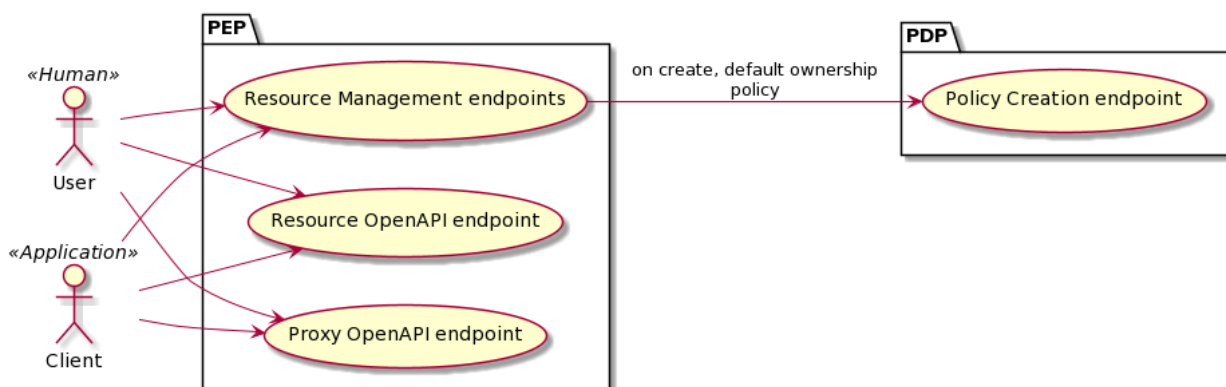 PEP
PDP
«Human»
User
«Application»
Client
Resource Management endpoints
Resource OpenAPI endpoint
Proxy OpenAPI endpoint
on create, default ownership
policy
Policy Creation endpoint